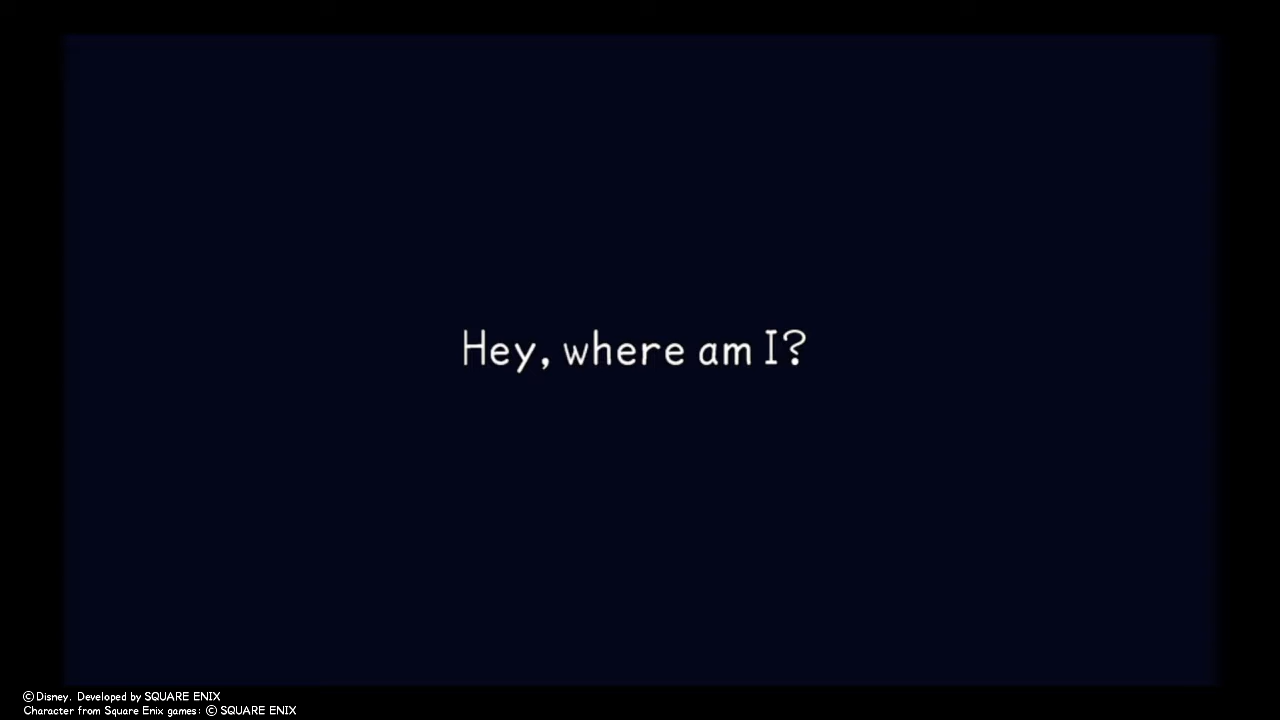 Hey, where am I?
©Disney. Developed by SQUARE ENIX
Character from Square Enix games: © SQUARE ENIX